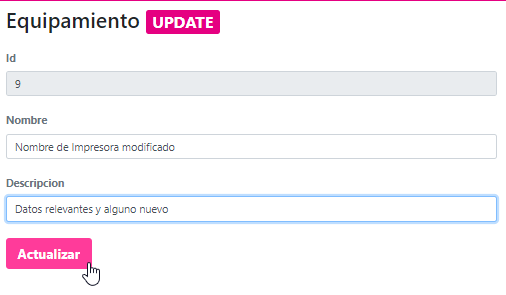 Equipamiento UPDATE
Id
9
Nombre
Nombre de Impresora modificado
Descripcion
Datos relevantes y alguno nuevo
Actualizar